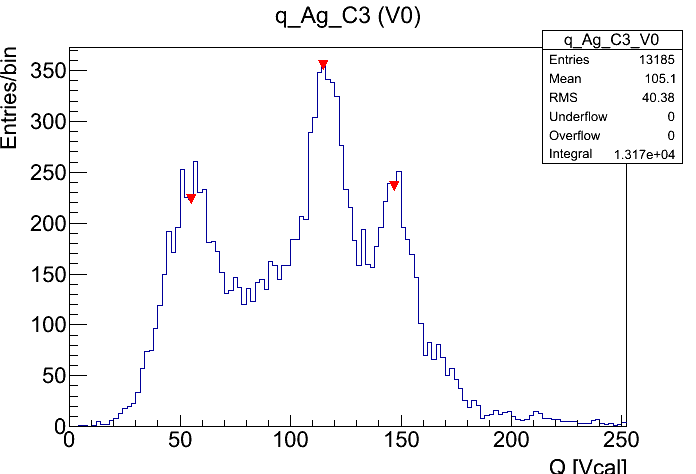 q_Ag_C3 (V0)
q_Ag_C3_V0
Entries 13185
Mean 105.1
RMS 40.38
Underflow 0
Overflow 0
Integral 1.317e+04
Entries/bin
350
300
250
200
150
100
50
0
0 50 100 150 200 250
Q [Vcal]